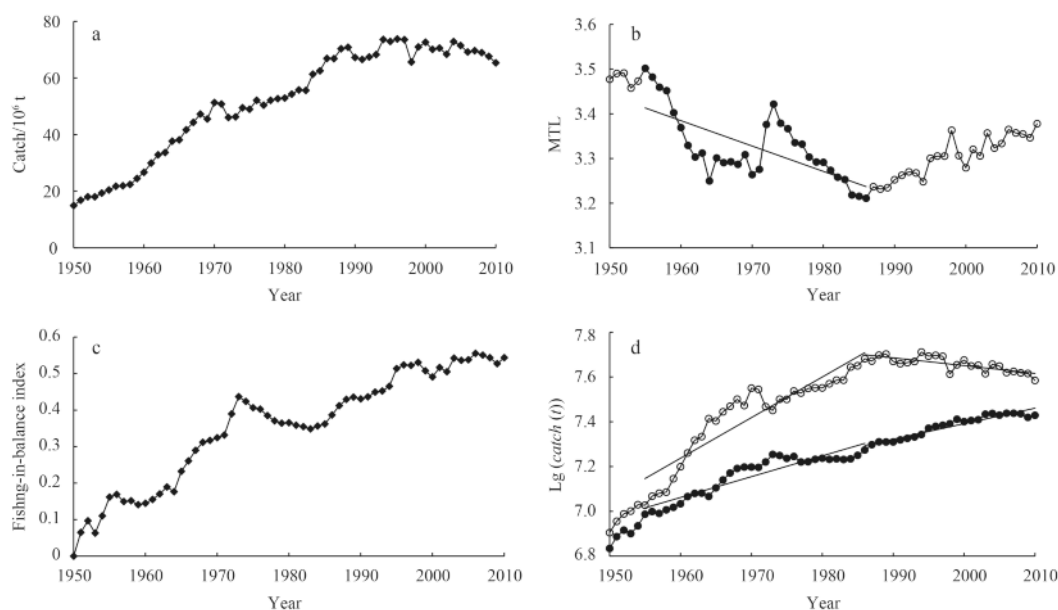 a
80
60
40
20
0
Catch/10⁶ t
1950 1960 1970 1980 1990 2000 2010
Year
b
3.6
3.5
3.4
3.3
3.2
3.1
MTL
1950 1960 1970 1980 1990 2000 2010
Year
c
0.6
0.5
0.4
0.3
0.2
0.1
0
Fishng-in-balance index
1950 1960 1970 1980 1990 2000 2010
Year
d
7.8
7.6
7.4
7.2
7.0
6.8
Lg (catch (t))
1950 1960 1970 1980 1990 2000 2010
Year